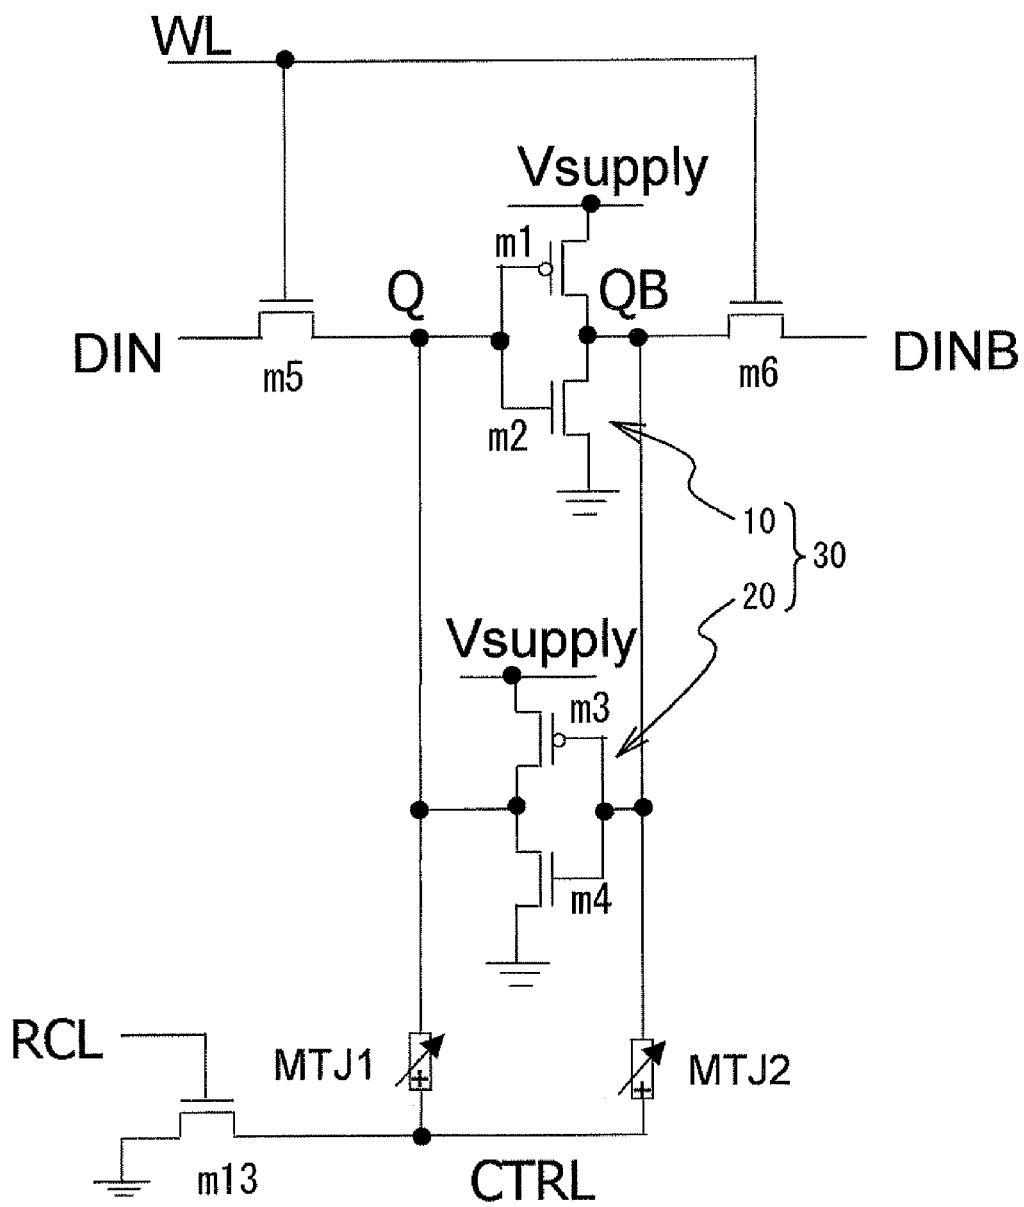 WL
Vsupply
m1
Q
QB
DIN
m5
m6
DINB
m2
10
30
20
Vsupply
m3
m4
RCL
MTJ1
+
+
MTJ2
m13
CTRL